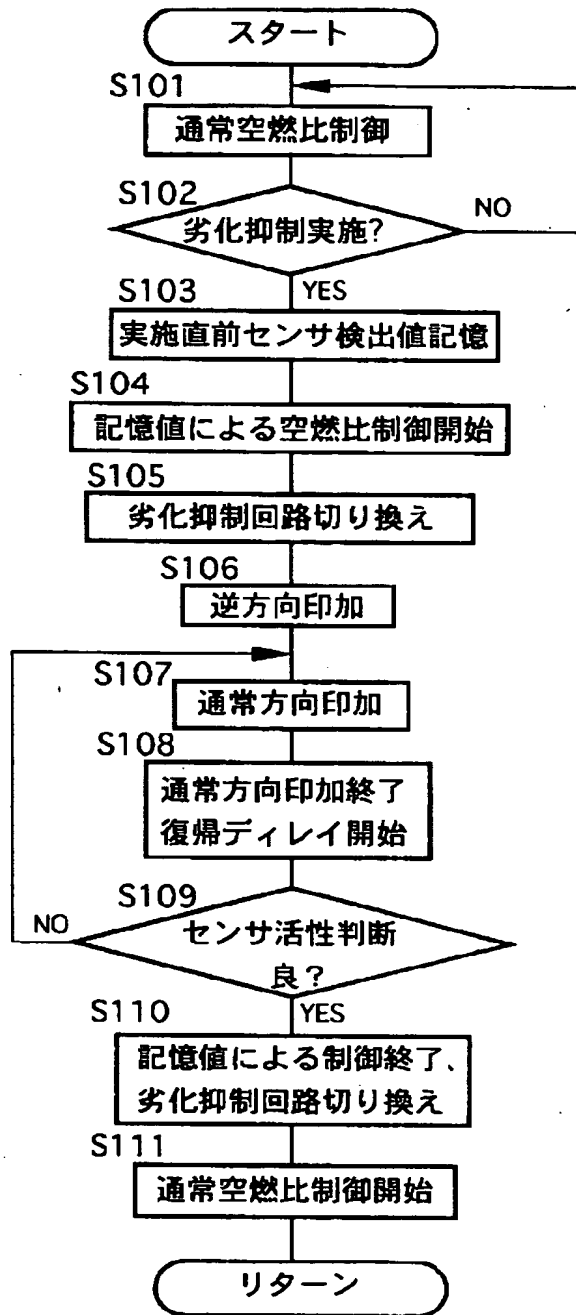 スタート
S101
通常空燃比制御
S102
劣化抑制実施?
NO
YES
S103
実施直前センサ検出値記憶
S104
記憶値による空燃比制御開始
S105
劣化抑制回路切り換え
S106
逆方向印加
S107
通常方向印加
S108
通常方向印加終了
復帰ディレイ開始
S109
センサ活性判断
良?
NO
YES
S110
記憶値による制御終了、
劣化抑制回路切り換え
S111
通常空燃比制御開始
リターン